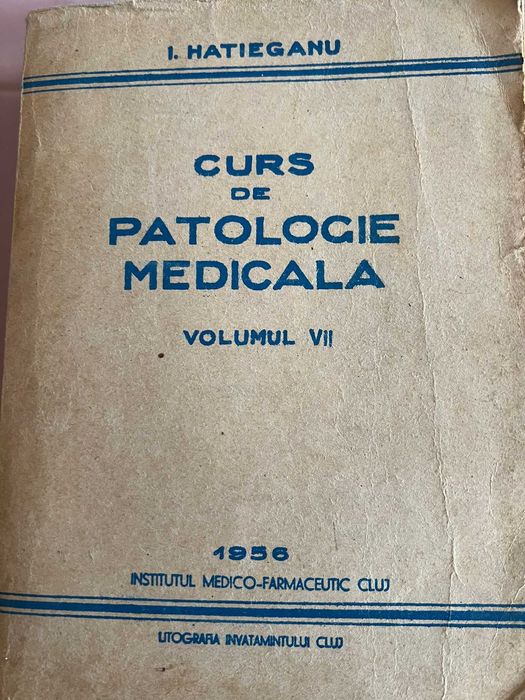 I. HATIEGANU
CURS
DE
PATOLOGIE
MEDICALA
VOLUMUL VII
1956
INSTITUTUL MEDICO-FARMACEUTIC CLUJ
LITOGRAFIA INVATAMINTULUI CLUJ